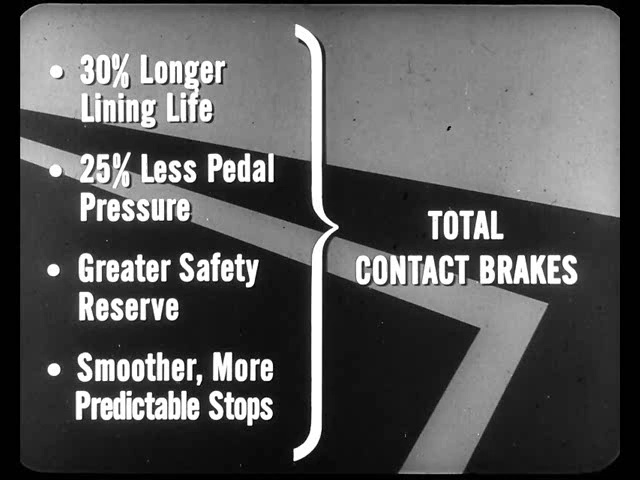 • 30% Longer
Lining Life
• 25% Less Pedal
Pressure
• Greater Safety
Reserve
• Smoother, More
Predictable Stops
TOTAL
CONTACT BRAKES